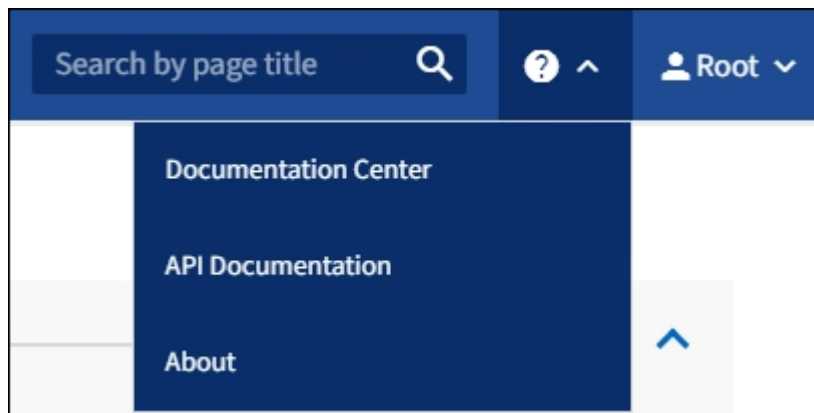 Search by page title
Root
Documentation Center
API Documentation
About